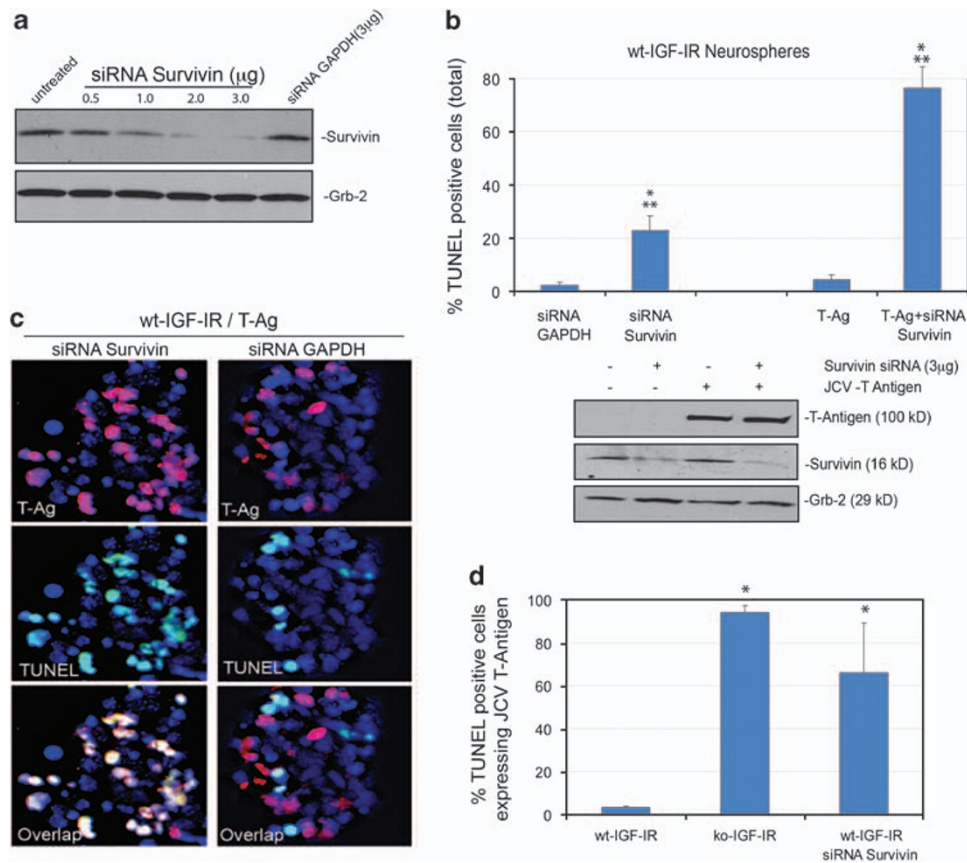 a
untreated
siRNA Survivin (μg)
0.5 1.0 2.0 3.0
siRNA GAPDH(3μg)
-Survivin
-Grb-2
b
wt-IGF-IR Neurospheres
% TUNEL positive cells (total)
80
60
40
20
0
*
**
*
**
siRNA
GAPDH
siRNA
Survivin
T-Ag
T-Ag+siRNA
Survivin
- + - + Survivin siRNA (3μg)
- - + + JCV -T Antigen
-T-Antigen (100 kD)
-Survivin (16 kD)
-Grb-2 (29 kD)
c
wt-IGF-IR / T-Ag
siRNA Survivin siRNA GAPDH
T-Ag T-Ag
TUNEL TUNEL
Overlap Overlap
d
% TUNEL positive cells
expressing JCV T-Antigen
100
80
60
40
20
0
* *
wt-IGF-IR
ko-IGF-IR
wt-IGF-IR
siRNA Survivin